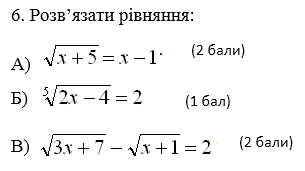 6. Розв’язати рівняння:
А) √(x + 5) = x − 1 (2 бали)
Б) ⁵√(2x − 4) = 2 (1 бал)
В) √(3x + 7) − √(x + 1) = 2 (2 бали)